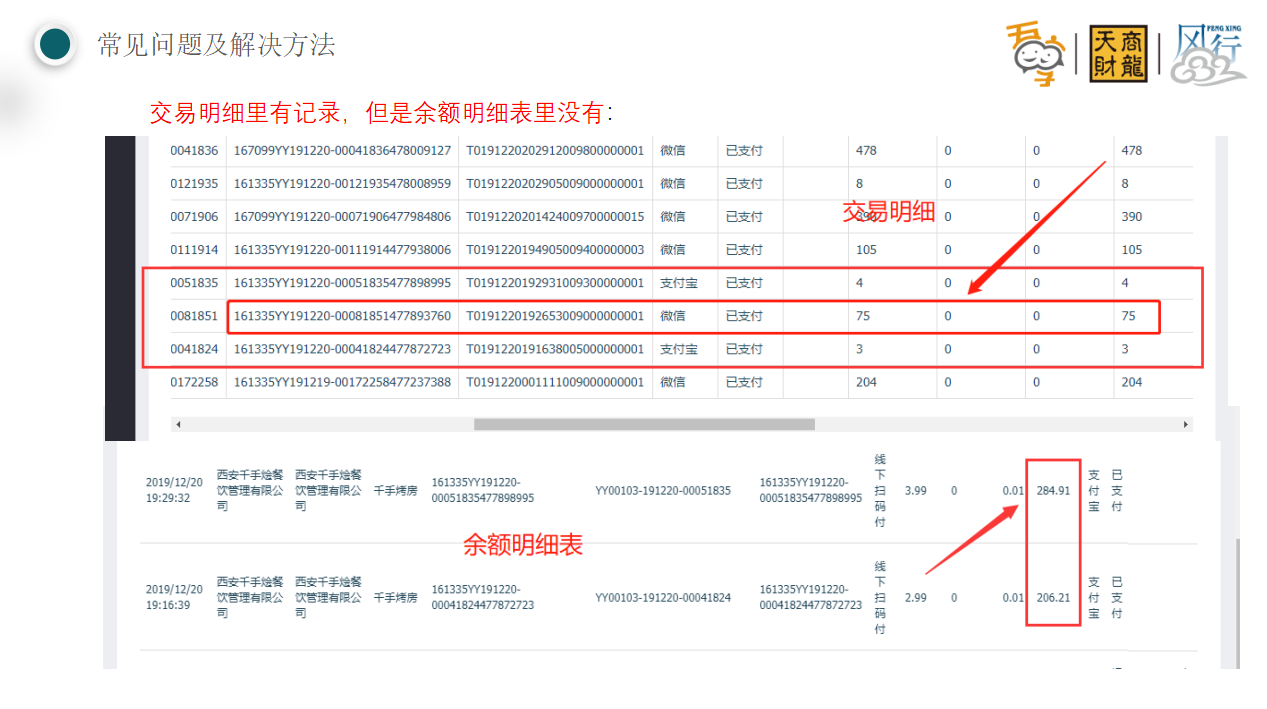 常见问题及解决方法
吾享
天商
財龍
FENG XING
风行
交易明细里有记录，但是余额明细表里没有：
0041836 167099YY191220-00041836478009127 T0191220202912009800000001 微信 已支付 478 0 0 478
0121935 161335YY191220-00121935478008959 T0191220202905009000000001 微信 已支付 8 0 0 8
0071906 167099YY191220-00071906477984806 T0191220201424009700000015 微信 已支付 390 0 0 390
交易明细
0111914 161335YY191220-00111914477938006 T0191220194905009400000003 微信 已支付 105 0 0 105
0051835 161335YY191220-00051835477898995 T0191220192931009300000001 支付宝 已支付 4 0 0 4
0081851 161335YY191220-00081851477893760 T0191220192653009000000001 微信 已支付 75 0 0 75
0041824 161335YY191220-00041824477872723 T0191220191638005000000001 支付宝 已支付 3 0 0 3
0172258 161335YY191219-00172258477237388 T0191220001111009000000001 微信 已支付 204 0 0 204
2019/12/20
19:29:32
西安千手烩餐
饮管理有限公
司
西安千手烩餐
饮管理有限公
司
千手烤房
161335YY191220-
00051835477898995
YY00103-191220-00051835
161335YY191220-
00051835477898995
线
下
扫
码
付
3.99
0
0.01
284.91
支
付
宝
已
支
付
余额明细表
2019/12/20
19:16:39
西安千手烩餐
饮管理有限公
司
西安千手烩餐
饮管理有限公
司
千手烤房
161335YY191220-
00041824477872723
YY00103-191220-00041824
161335YY191220-
00041824477872723
线
下
扫
码
付
2.99
0
0.01
206.21
支
付
宝
已
支
付